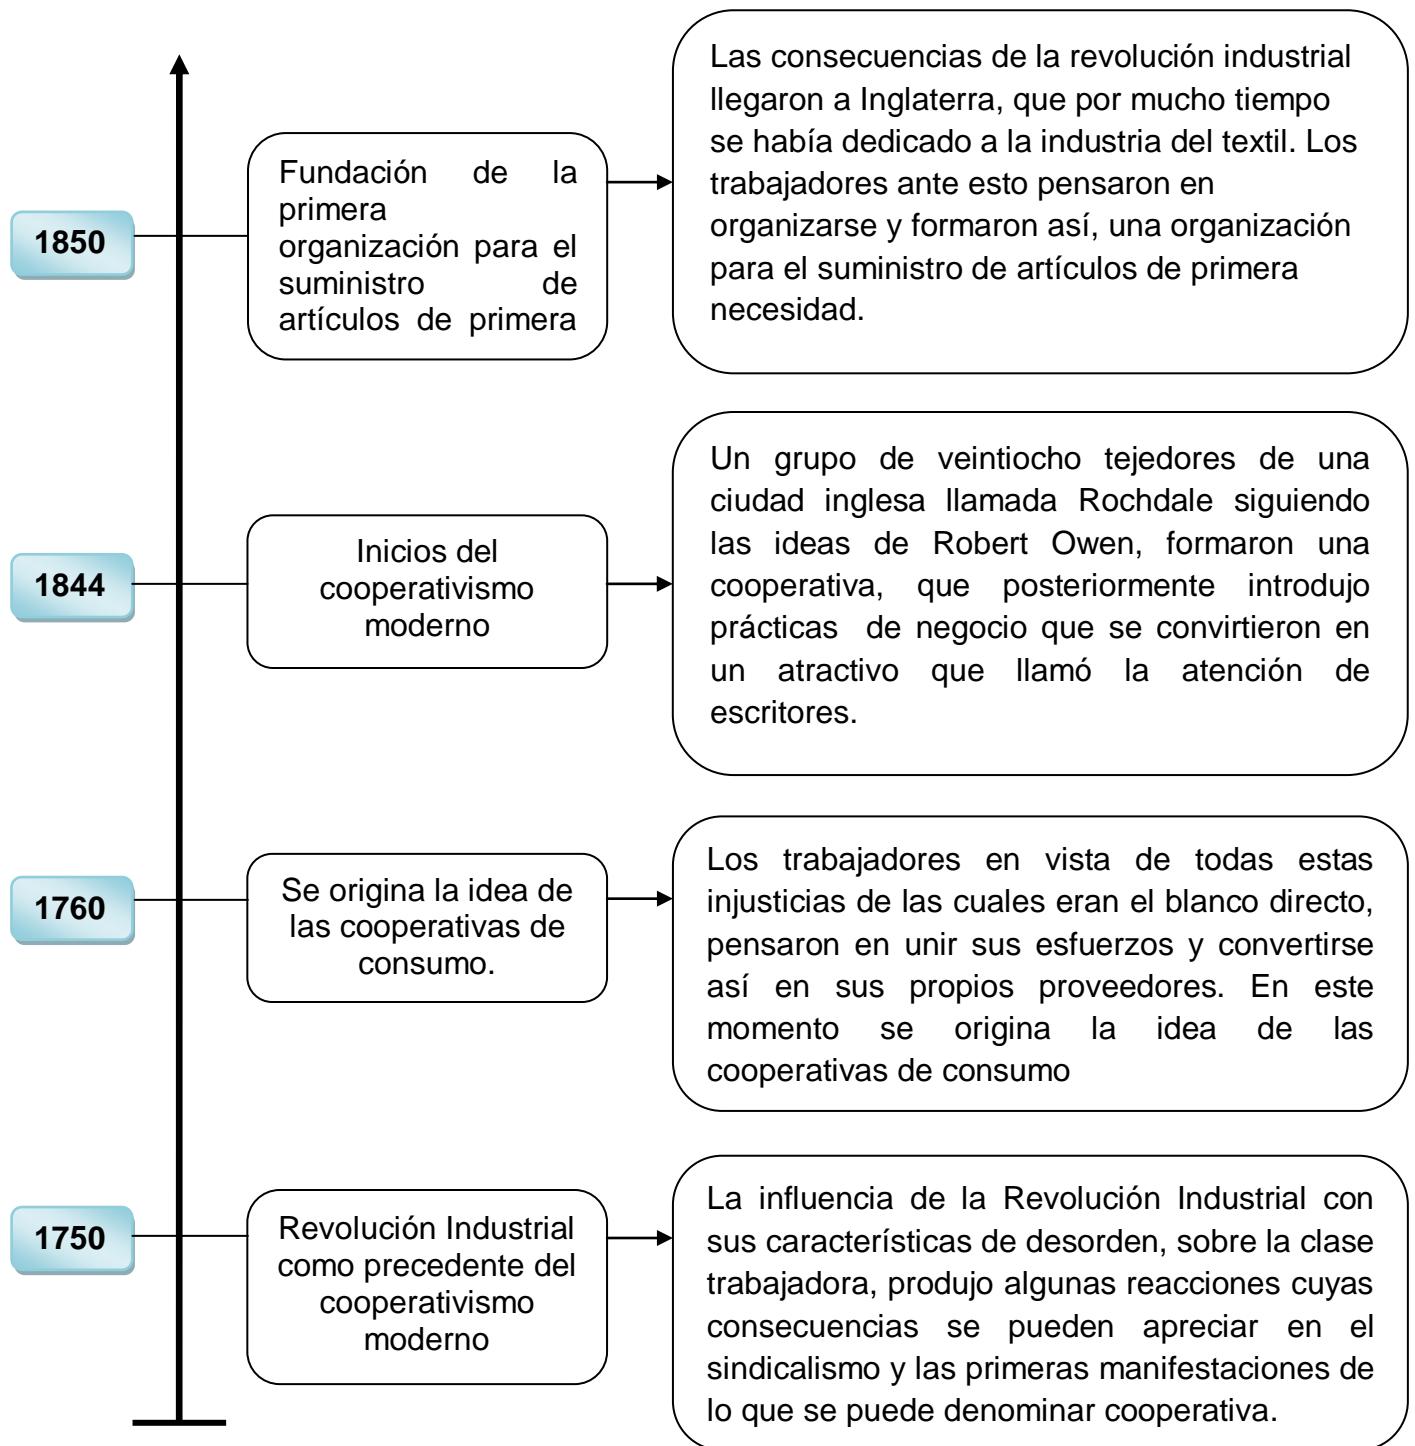 1850
Fundación de la
primera
organización para el
suministro de
artículos de primera
Las consecuencias de la revolución industrial
llegaron a Inglaterra, que por mucho tiempo
se había dedicado a la industria del textil. Los
trabajadores ante esto pensaron en
organizarse y formaron así, una organización
para el suministro de artículos de primera
necesidad.
1844
Inicios del
cooperativismo
moderno
Un grupo de veintiocho tejedores de una
ciudad inglesa llamada Rochdale siguiendo
las ideas de Robert Owen, formaron una
cooperativa, que posteriormente introdujo
prácticas de negocio que se convirtieron en
un atractivo que llamó la atención de
escritores.
1760
Se origina la idea de
las cooperativas de
consumo.
Los trabajadores en vista de todas estas
injusticias de las cuales eran el blanco directo,
pensaron en unir sus esfuerzos y convertirse
así en sus propios proveedores. En este
momento se origina la idea de las
cooperativas de consumo
1750
Revolución Industrial
como precedente del
cooperativismo
moderno
La influencia de la Revolución Industrial con
sus características de desorden, sobre la clase
trabajadora, produjo algunas reacciones cuyas
consecuencias se pueden apreciar en el
sindicalismo y las primeras manifestaciones de
lo que se puede denominar cooperativa.